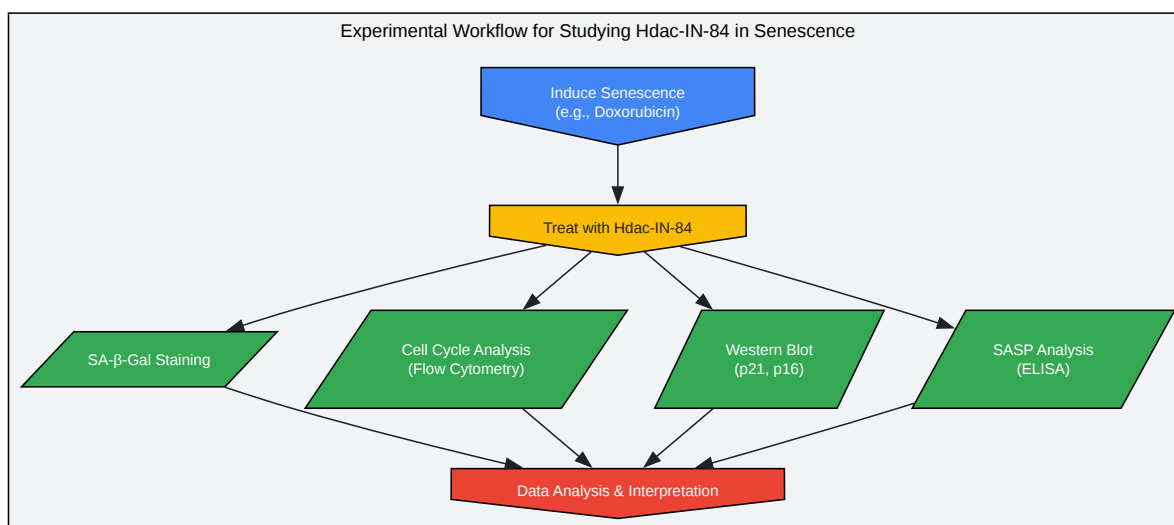 Experimental Workflow for Studying Hdac-IN-84 in Senescence
Induce Senescence
(e.g., Doxorubicin)
Treat with Hdac-IN-84
SA-β-Gal Staining
Cell Cycle Analysis
(Flow Cytometry)
Western Blot
(p21, p16)
SASP Analysis
(ELISA)
Data Analysis & Interpretation